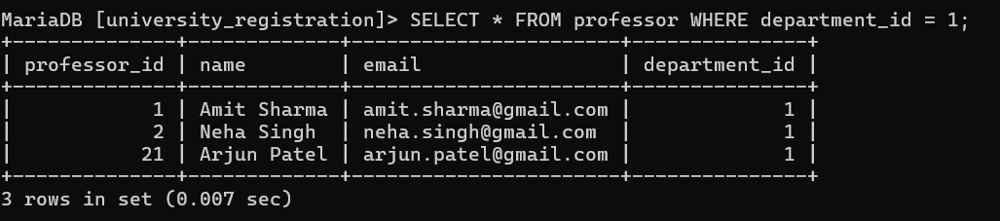 MariaDB [university_registration]> SELECT * FROM professor WHERE department_id = 1;
+--------------+-------------+-----------------------+---------------+
| professor_id | name        | email                 | department_id |
+--------------+-------------+-----------------------+---------------+
|            1 | Amit Sharma | amit.sharma@gmail.com |             1 |
|            2 | Neha Singh  | neha.singh@gmail.com  |             1 |
|           21 | Arjun Patel | arjun.patel@gmail.com |             1 |
+--------------+-------------+-----------------------+---------------+
3 rows in set (0.007 sec)